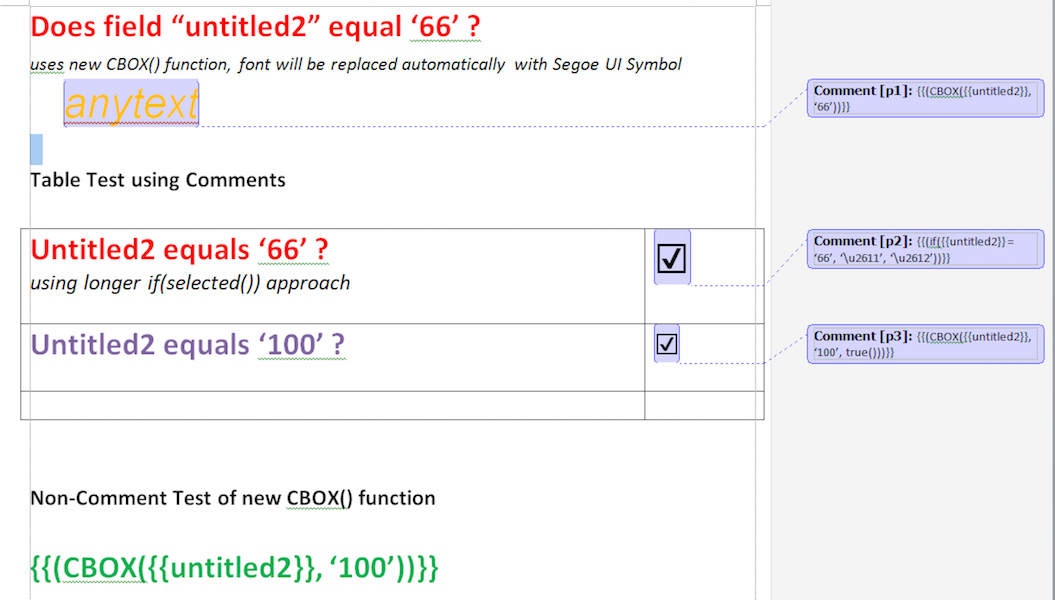 Does field “untitled2” equal ‘66’ ?
uses new CBOX() function, font will be replaced automatically with Segoe UI Symbol
anytext
Comment [p1]: {{(CBOX({{untitled2}},
‘66’))}}
Table Test using Comments
Untitled2 equals ‘66’ ?
using longer if(selected()) approach
☑
Comment [p2]: {{(if({{untitled2}} =
‘66’, ‘\u2611’, ‘\u2612’))}}
Untitled2 equals ‘100’ ?
☑
Comment [p3]: {{(CBOX({{untitled2}},
‘100’, true()))}}
Non-Comment Test of new CBOX() function
{{(CBOX({{untitled2}}, ‘100’))}}